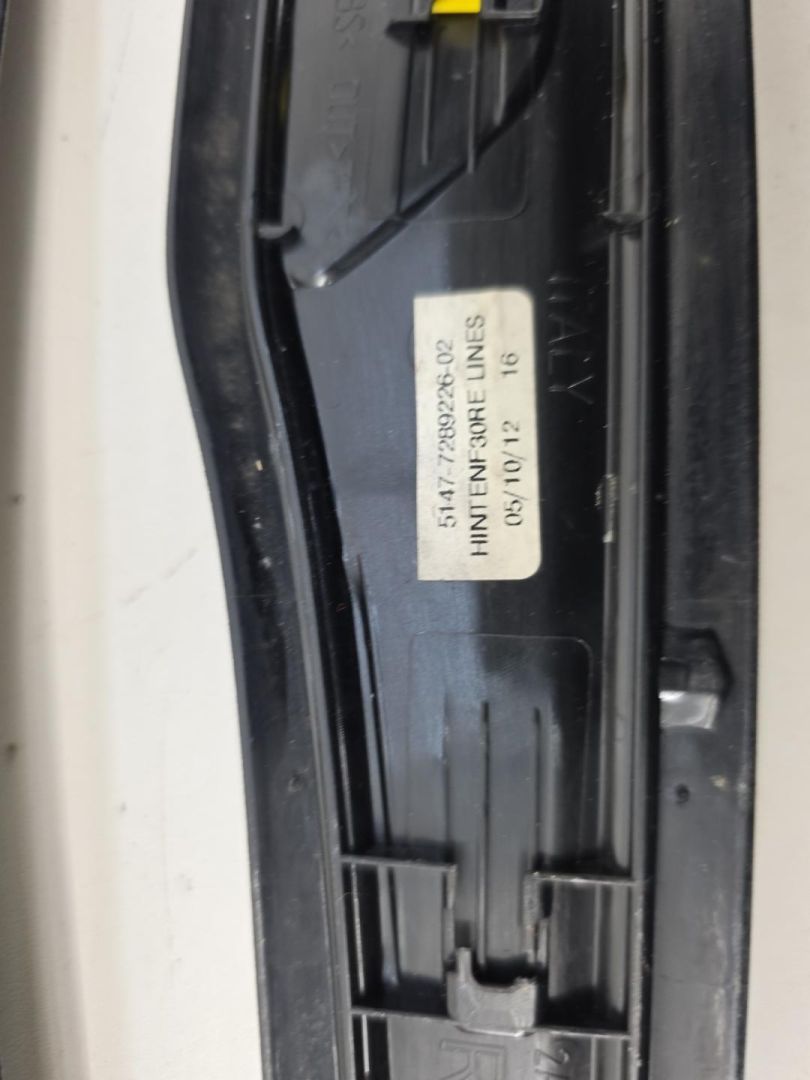 5147-7289226-02
HINTENF30RE LINES
05/10/12 16
ITALY
R